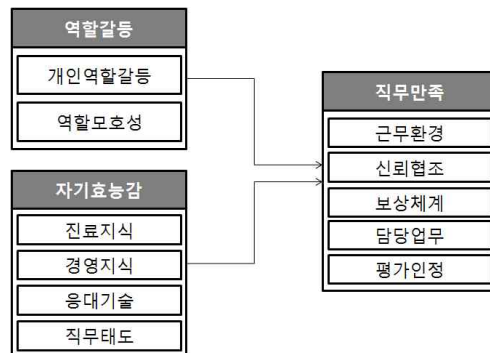 역할갈등
개인역할갈등
역할모호성
자기효능감
진료지식
경영지식
응대기술
직무태도
직무만족
근무환경
신뢰협조
보상체계
담당업무
평가인정